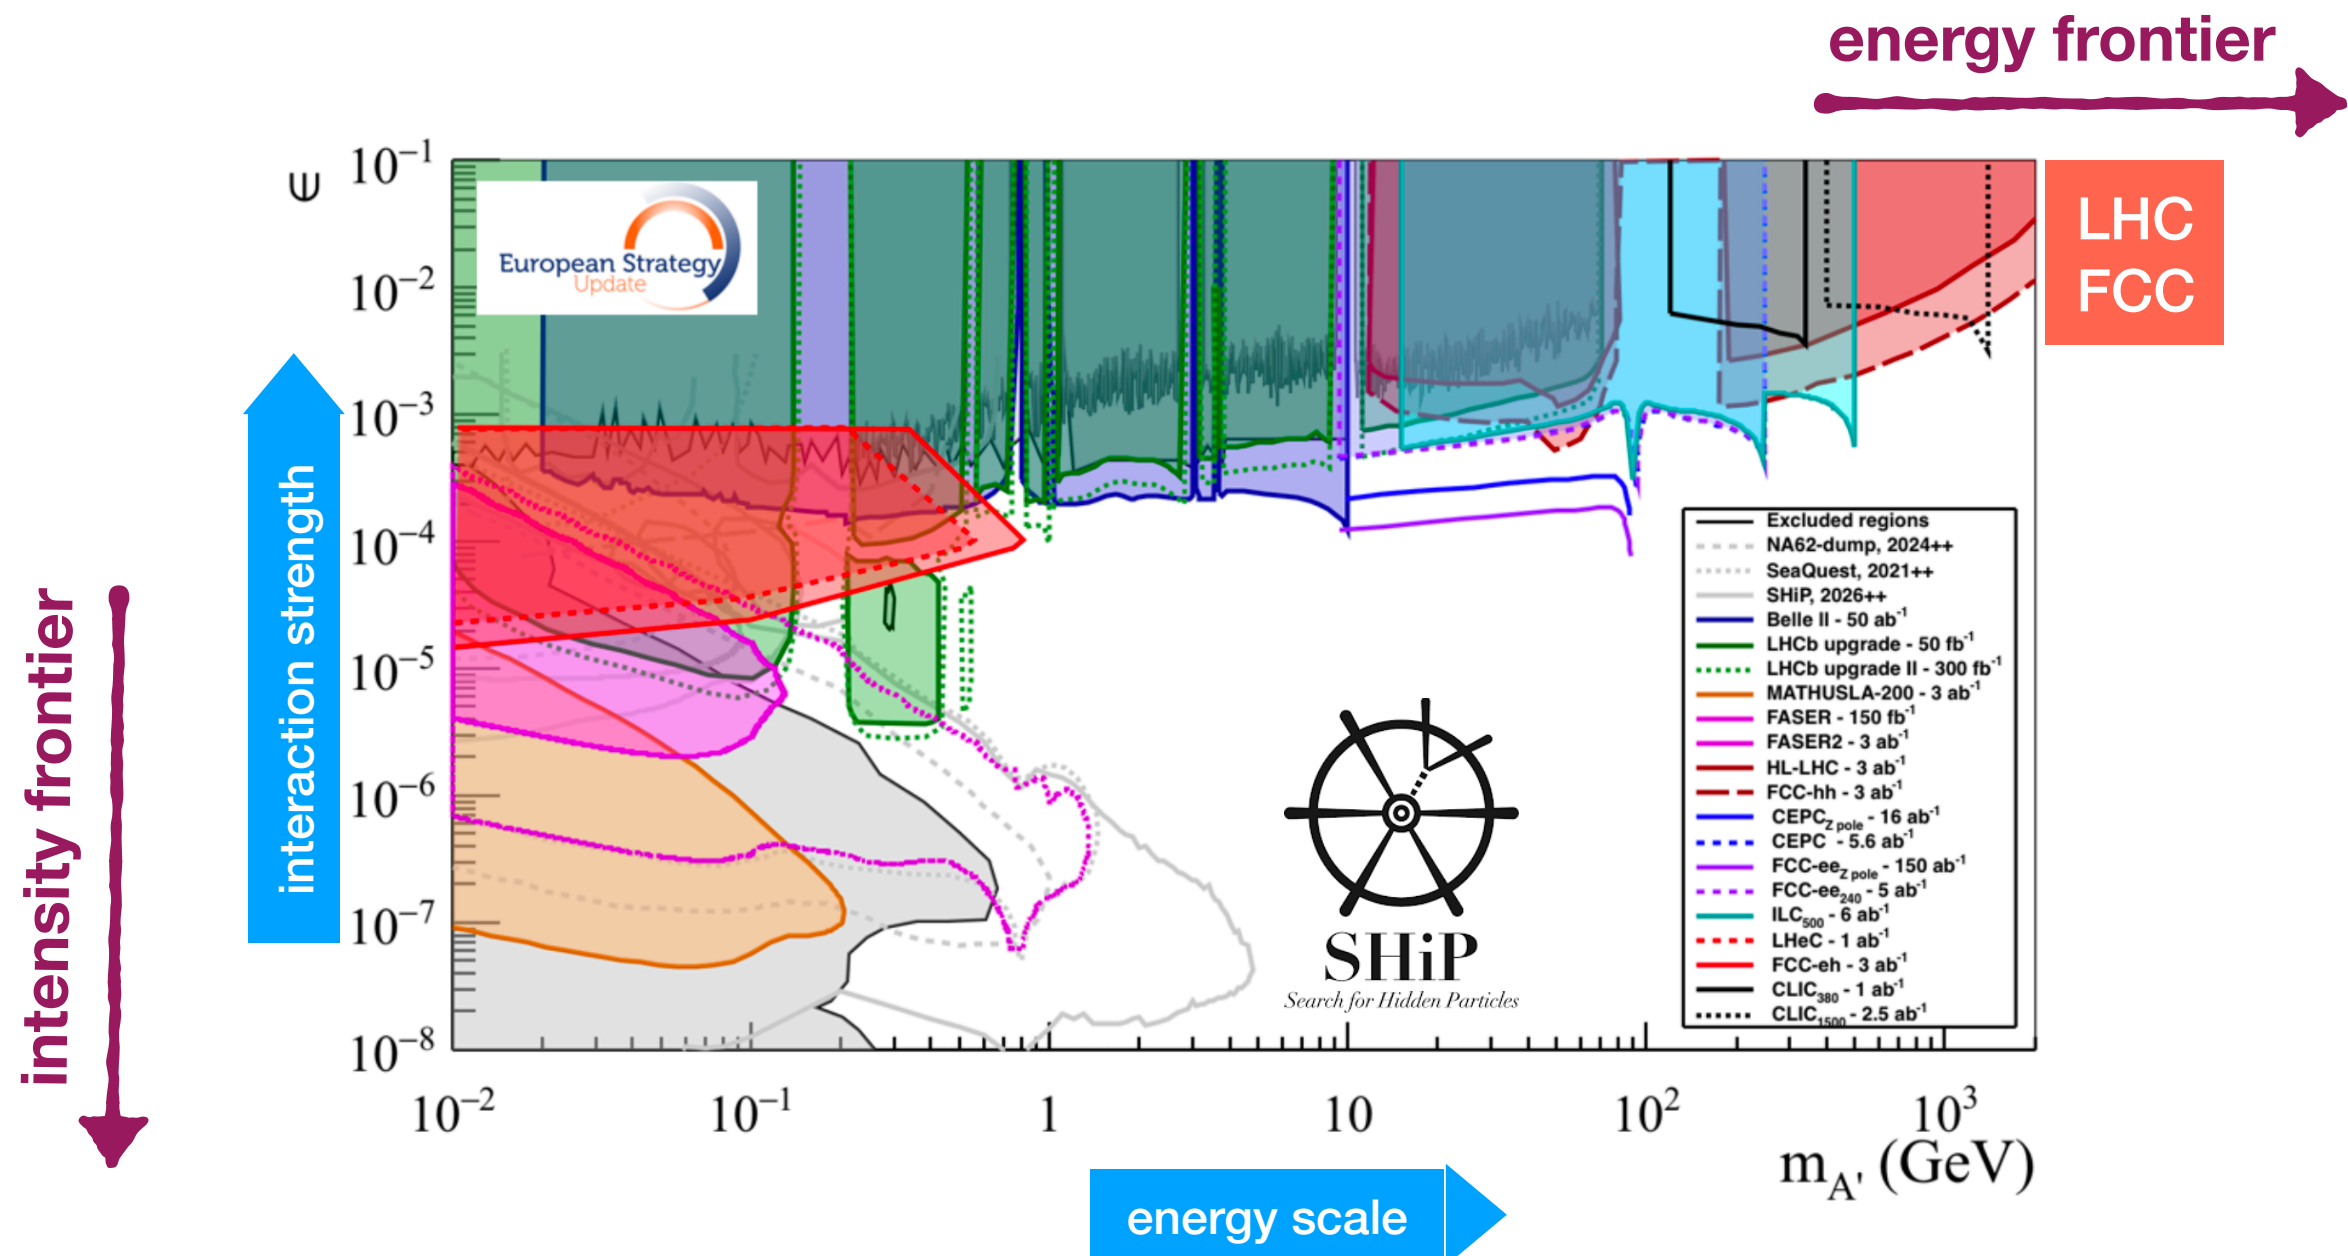 energy frontier
LHC
FCC
∈
10⁻¹
10⁻²
10⁻³
10⁻⁴
10⁻⁵
10⁻⁶
10⁻⁷
10⁻⁸
European Strategy
Update
interaction strength
intensity frontier
Excluded regions
NA62-dump, 2024++
SeaQuest, 2021++
SHiP, 2026++
Belle II - 50 ab⁻¹
LHCb upgrade - 50 fb⁻¹
LHCb upgrade II - 300 fb⁻¹
MATHUSLA-200 - 3 ab⁻¹
FASER - 150 fb⁻¹
FASER2 - 3 ab⁻¹
HL-LHC - 3 ab⁻¹
FCC-hh - 3 ab⁻¹
CEPC Z pole - 16 ab⁻¹
CEPC - 5.6 ab⁻¹
FCC-ee Z pole - 150 ab⁻¹
FCC-ee₂₄₀ - 5 ab⁻¹
ILC₅₀₀ - 6 ab⁻¹
LHeC - 1 ab⁻¹
FCC-eh - 3 ab⁻¹
CLIC₃₈₀ - 1 ab⁻¹
CLIC₁₅₀₀ - 2.5 ab⁻¹
SHiP
Search for Hidden Particles
10⁻² 10⁻¹ 1 10 10² 10³
m A' (GeV)
energy scale